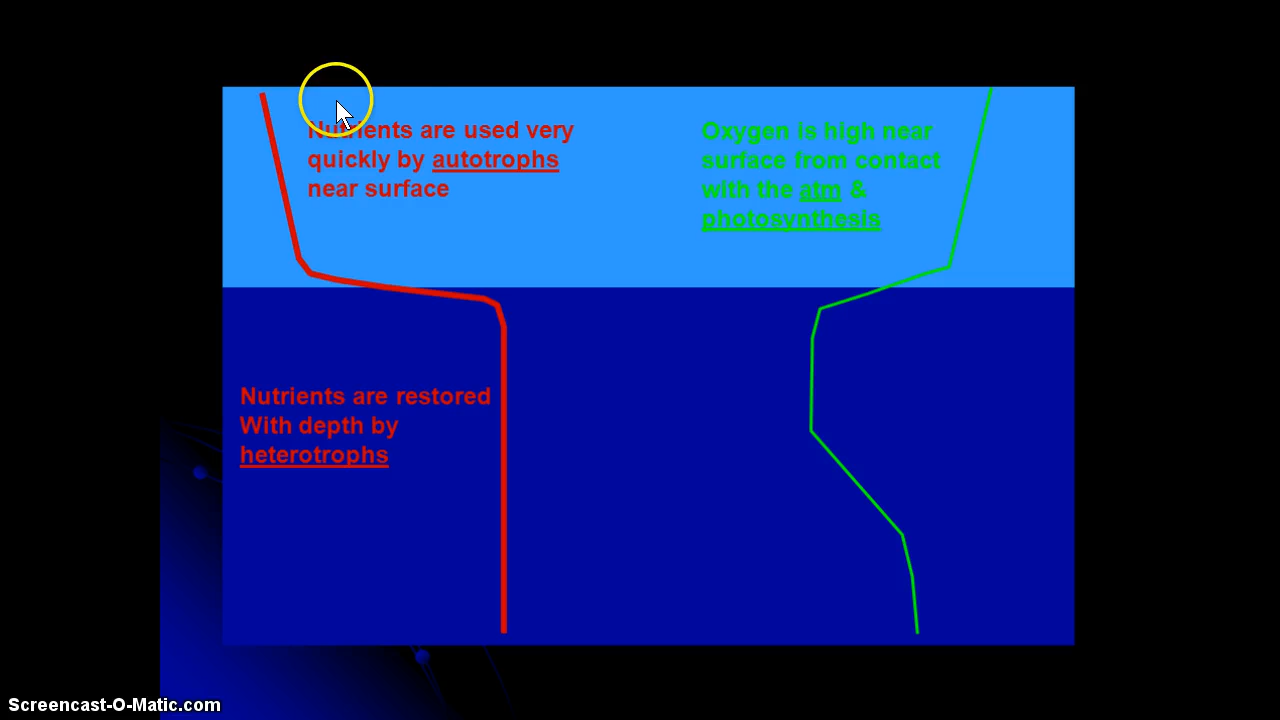 Nutrients are used very
quickly by autotrophs
near surface
Oxygen is high near
surface from contact
with the atm &
photosynthesis
Nutrients are restored
With depth by
heterotrophs
Screencast-O-Matic.com